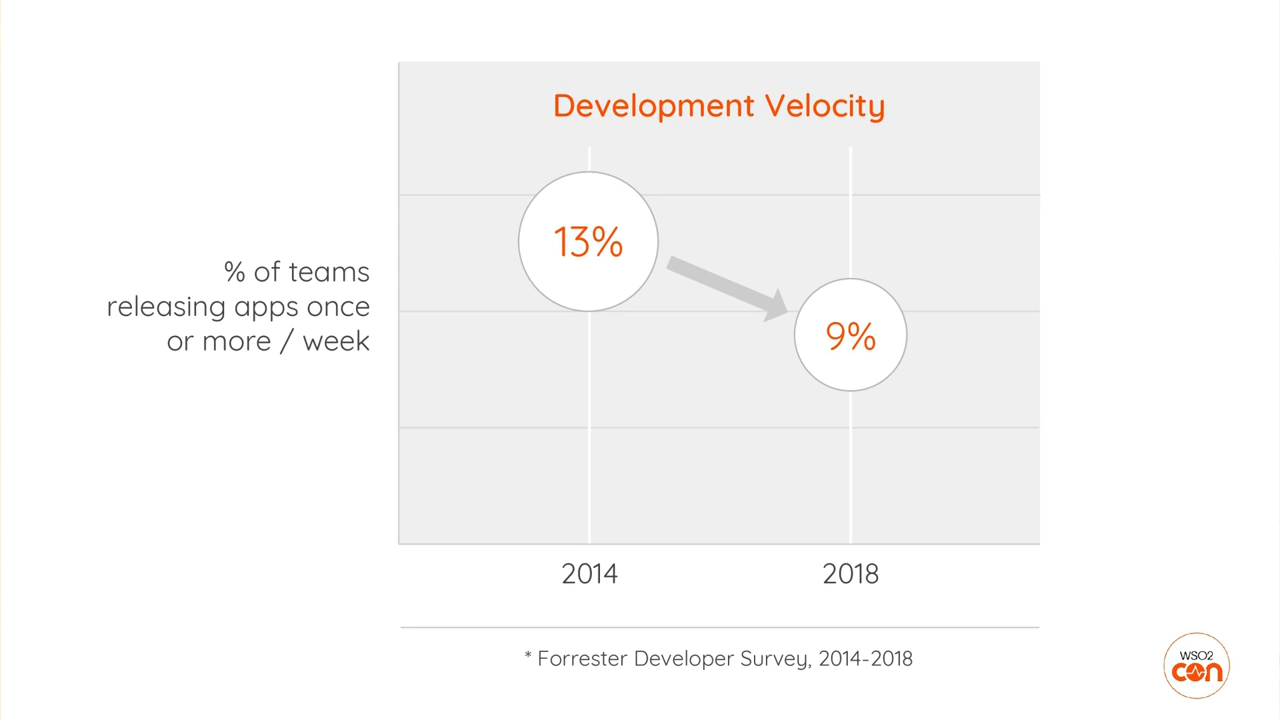 Development Velocity
13%
9%
% of teams
releasing apps once
or more / week
2014
2018
* Forrester Developer Survey, 2014-2018
WSO2
con